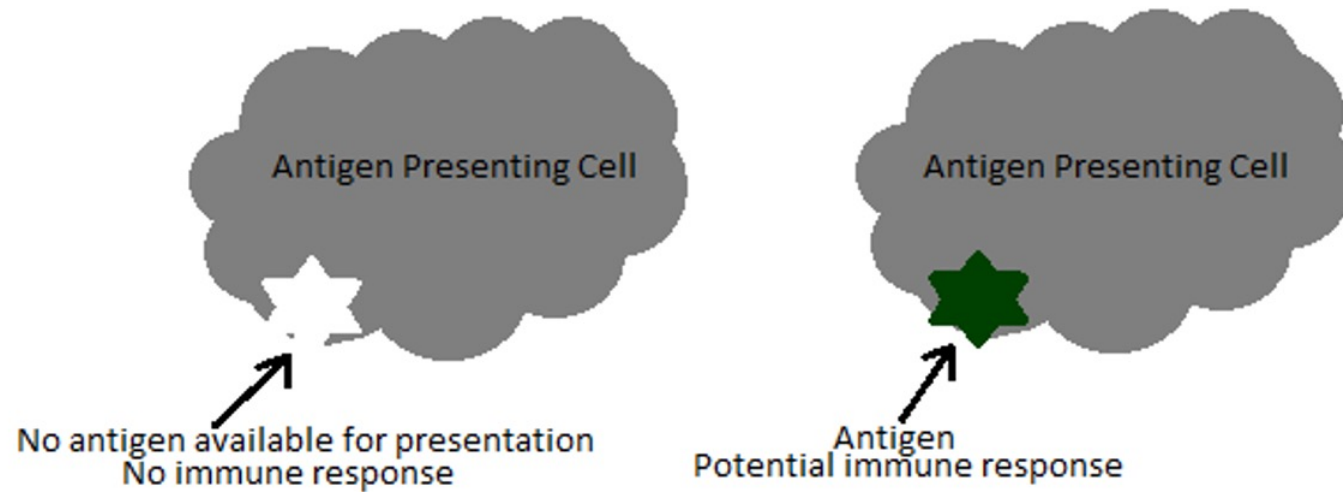 Antigen Presenting Cell
No antigen available for presentation
No immune response
Antigen Presenting Cell
Antigen
Potential immune response